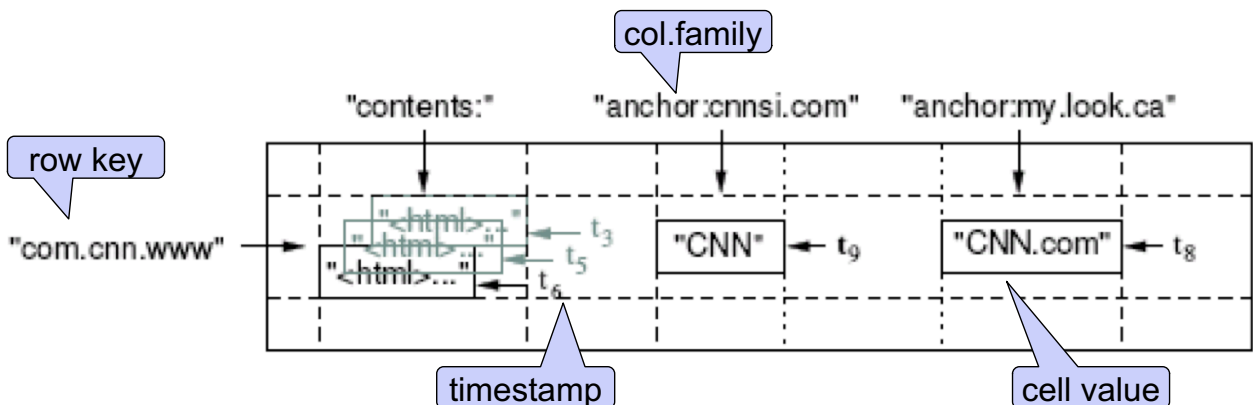 col.family
"contents:" "anchor:cnnsi.com" "anchor:my.look.ca"
row key
"<html>..." t3
"com.cnn.www" "<html>..." t5 "CNN" t9 "CNN.com" t8
"<html>..." t6
timestamp cell value